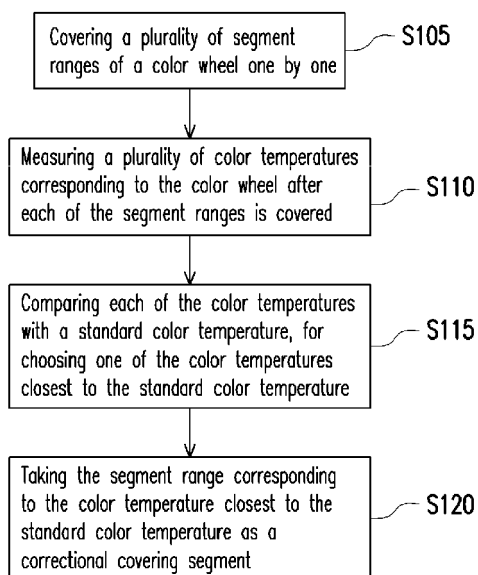 Covering a plurality of segment
ranges of a color wheel one by one
S105
Measuring a plurality of color temperatures
corresponding to the color wheel after
each of the segment ranges is covered
S110
Comparing each of the color temperatures
with a standard color temperature, for
choosing one of the color temperatures
closest to the standard color temperature
S115
Taking the segment range corresponding
to the color temperature closest to the
standard color temperature as a
correctional covering segment
S120